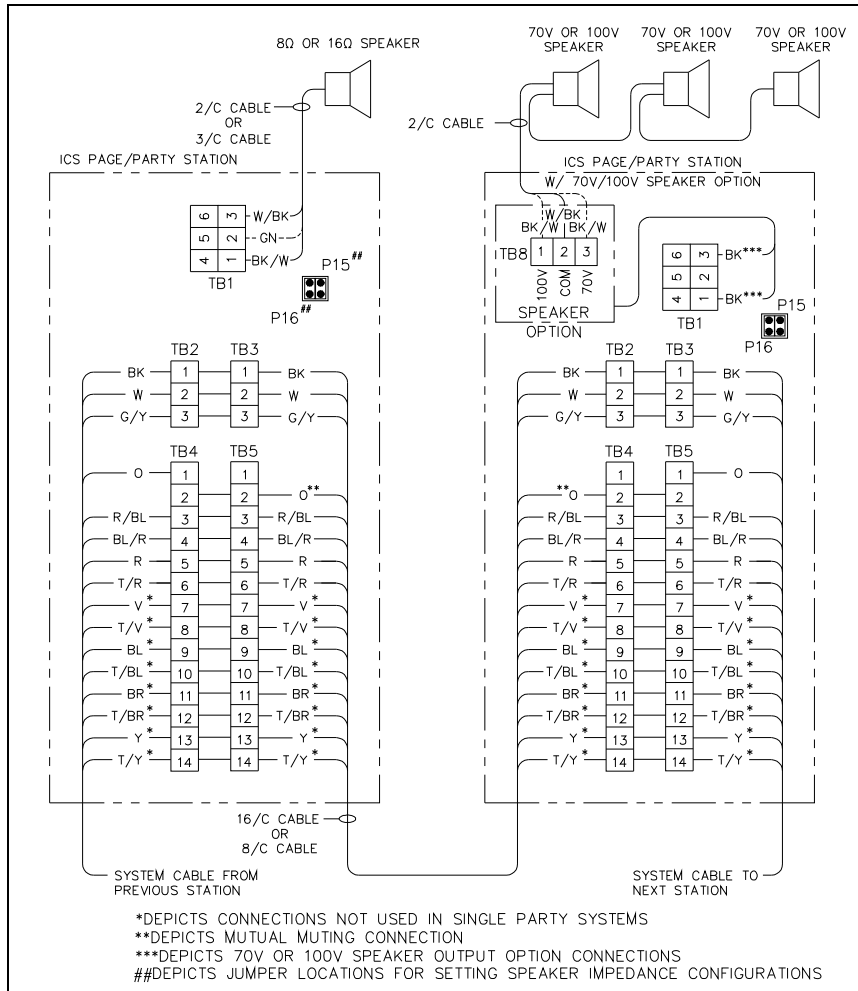 8Ω OR 16Ω SPEAKER
2/C CABLE
OR
3/C CABLE
ICS PAGE/PARTY STATION
6 3 W/BK
5 2 GN
4 1 BK/W
TB1
P15##
P16##
TB2 TB3
BK 1 1 BK
W 2 2 W
G/Y 3 3 G/Y
TB4 TB5
O 1 1
2 2 O**
R/BL 3 3 R/BL
BL/R 4 4 BL/R
R 5 5 R
T/R 6 6 T/R
V* 7 7 V*
T/V* 8 8 T/V*
BL* 9 9 BL*
T/BL* 10 10 T/BL*
BR* 11 11 BR*
T/BR* 12 12 T/BR*
Y* 13 13 Y*
T/Y* 14 14 T/Y*
16/C CABLE
OR
8/C CABLE
SYSTEM CABLE FROM
PREVIOUS STATION
70V OR 100V
SPEAKER
70V OR 100V
SPEAKER
70V OR 100V
SPEAKER
2/C CABLE
ICS PAGE/PARTY STATION
W/ 70V/100V SPEAKER OPTION
W/BK
BK/W BK/W
TB8 1 2 3
100V
COM
70V
SPEAKER
OPTION
6 3 BK***
5 2
4 1 BK***
TB1
P15
P16
TB2 TB3
BK 1 1 BK
W 2 2 W
G/Y 3 3 G/Y
TB4 TB5
1 1 O
**O 2 2
R/BL 3 3 R/BL
BL/R 4 4 BL/R
R 5 5 R
T/R 6 6 T/R
V* 7 7 V*
T/V* 8 8 T/V*
BL* 9 9 BL*
T/BL* 10 10 T/BL*
BR* 11 11 BR*
T/BR* 12 12 T/BR*
Y* 13 13 Y*
T/Y* 14 14 T/Y*
SYSTEM CABLE TO
NEXT STATION
*DEPICTS CONNECTIONS NOT USED IN SINGLE PARTY SYSTEMS
**DEPICTS MUTUAL MUTING CONNECTION
***DEPICTS 70V OR 100V SPEAKER OUTPUT OPTION CONNECTIONS
##DEPICTS JUMPER LOCATIONS FOR SETTING SPEAKER IMPEDANCE CONFIGURATIONS